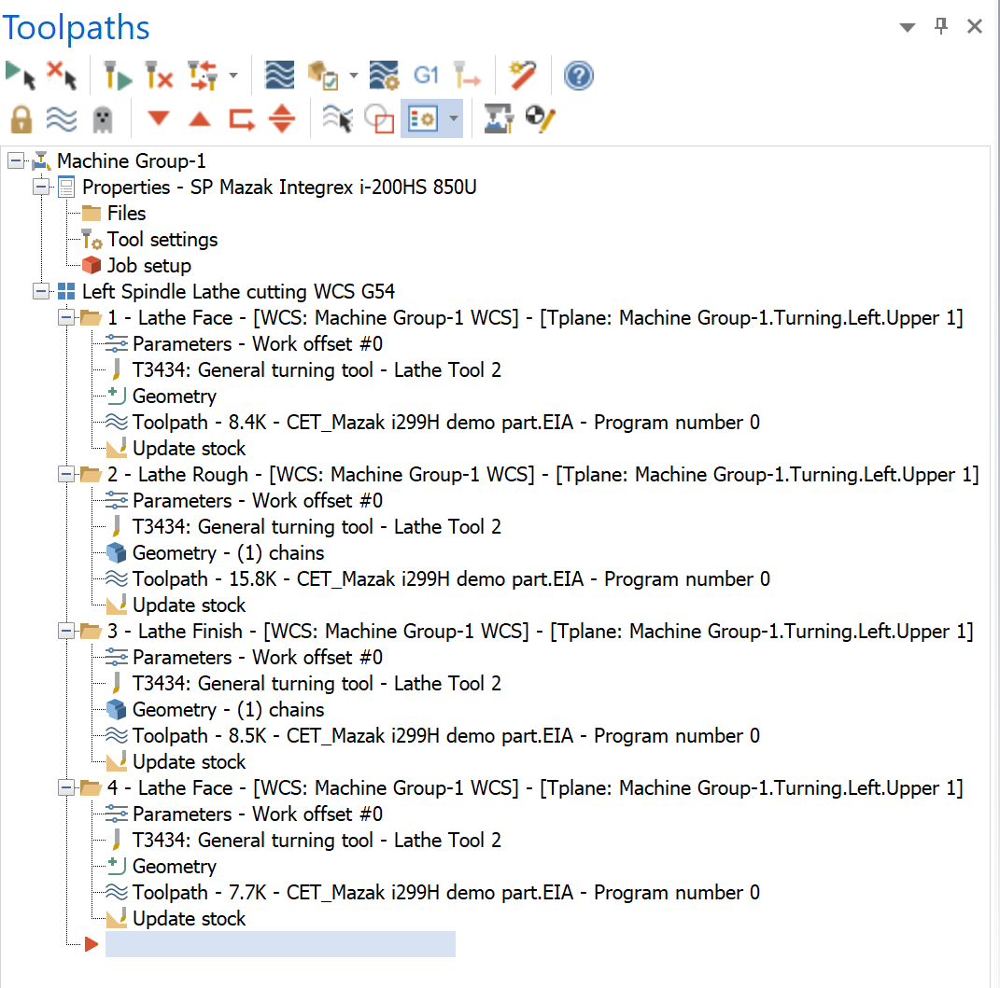 Toolpaths
G1
Machine Group-1
Properties - SP Mazak Integrex i-200HS 850U
Files
Tool settings
Job setup
Left Spindle Lathe cutting WCS G54
1 - Lathe Face - [WCS: Machine Group-1 WCS] - [Tplane: Machine Group-1.Turning.Left.Upper 1]
Parameters - Work offset #0
T3434: General turning tool - Lathe Tool 2
Geometry
Toolpath - 8.4K - CET_Mazak i299H demo part.EIA - Program number 0
Update stock
2 - Lathe Rough - [WCS: Machine Group-1 WCS] - [Tplane: Machine Group-1.Turning.Left.Upper 1]
Parameters - Work offset #0
T3434: General turning tool - Lathe Tool 2
Geometry - (1) chains
Toolpath - 15.8K - CET_Mazak i299H demo part.EIA - Program number 0
Update stock
3 - Lathe Finish - [WCS: Machine Group-1 WCS] - [Tplane: Machine Group-1.Turning.Left.Upper 1]
Parameters - Work offset #0
T3434: General turning tool - Lathe Tool 2
Geometry - (1) chains
Toolpath - 8.5K - CET_Mazak i299H demo part.EIA - Program number 0
Update stock
4 - Lathe Face - [WCS: Machine Group-1 WCS] - [Tplane: Machine Group-1.Turning.Left.Upper 1]
Parameters - Work offset #0
T3434: General turning tool - Lathe Tool 2
Geometry
Toolpath - 7.7K - CET_Mazak i299H demo part.EIA - Program number 0
Update stock